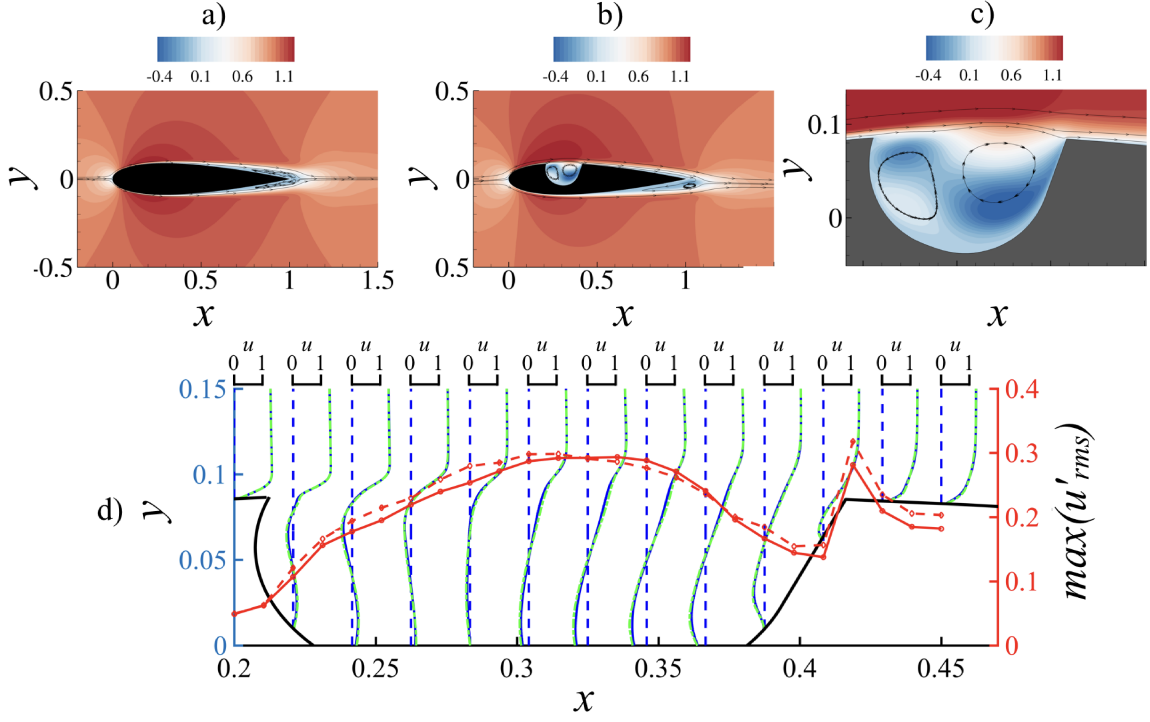 a) b) c)
-0.4 0.1 0.6 1.1 -0.4 0.1 0.6 1.1 -0.4 0.1 0.6 1.1
0.5 0.5
y 0 y 0 y 0.1
0
-0.5 -0.5
0 0.5 1 1.5 0 0.5 1
x x x
u u u u u u u u u u u u u
0 1 0 1 0 1 0 1 0 1 0 1 0 1 0 1 0 1 0 1 0 1 0 1 0 1
0.15 0.4
0.1 0.3
d) y 0.2 max(u'rms)
0.05 0.1
0 0
0.2 0.25 0.3 0.35 0.4 0.45
x